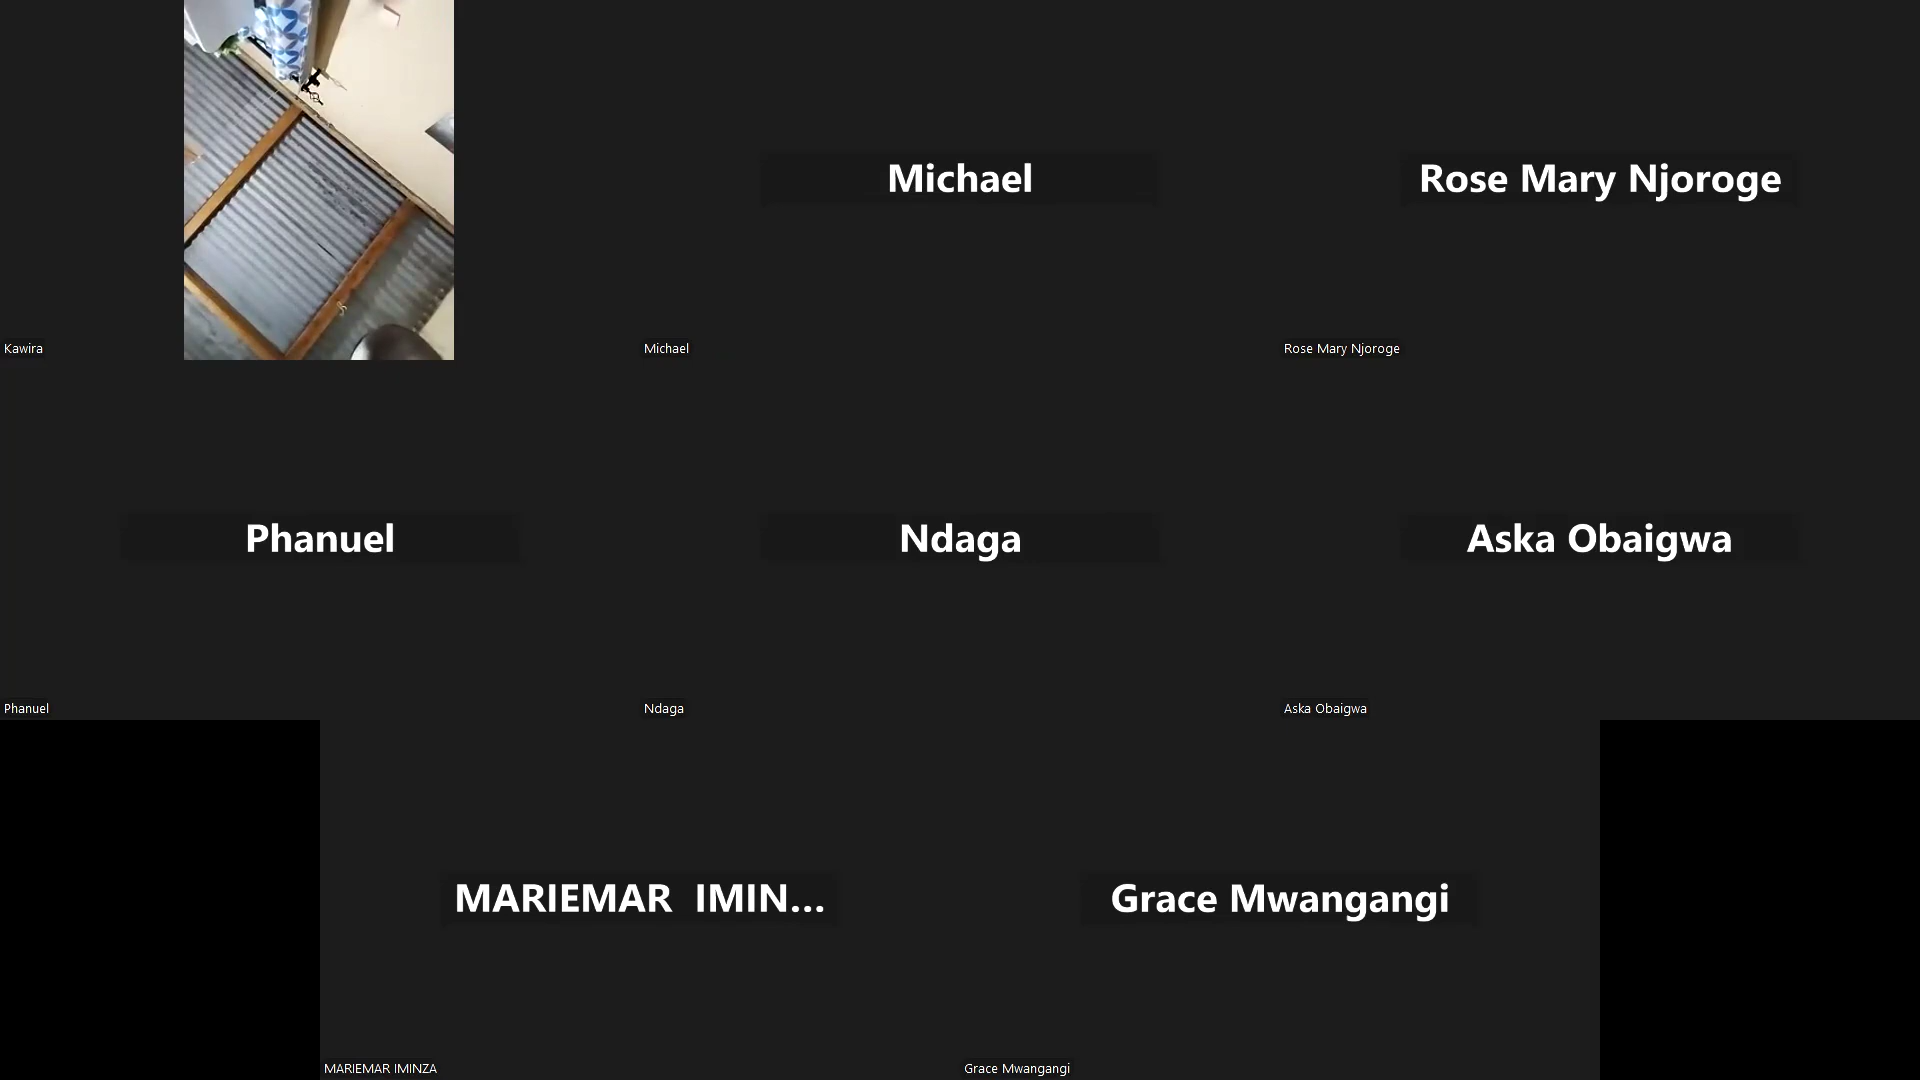 Michael
Rose Mary Njoroge
Kawira
Michael
Rose Mary Njoroge
Phanuel
Ndaga
Aska Obaigwa
Phanuel
Ndaga
Aska Obaigwa
MARIEMAR  IMIN...
Grace Mwangangi
MARIEMAR IMINZA
Grace Mwangangi